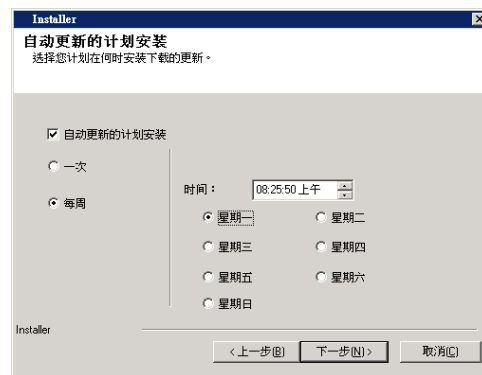 Installer
自动更新的计划安装
选择您计划在何时安装下载的更新。
自动更新的计划安装
一次
每周
时间：
08:25:50 上午
星期一
星期二
星期三
星期四
星期五
星期六
星期日
Installer
<上一步(B)
下一步(N)>
取消(C)